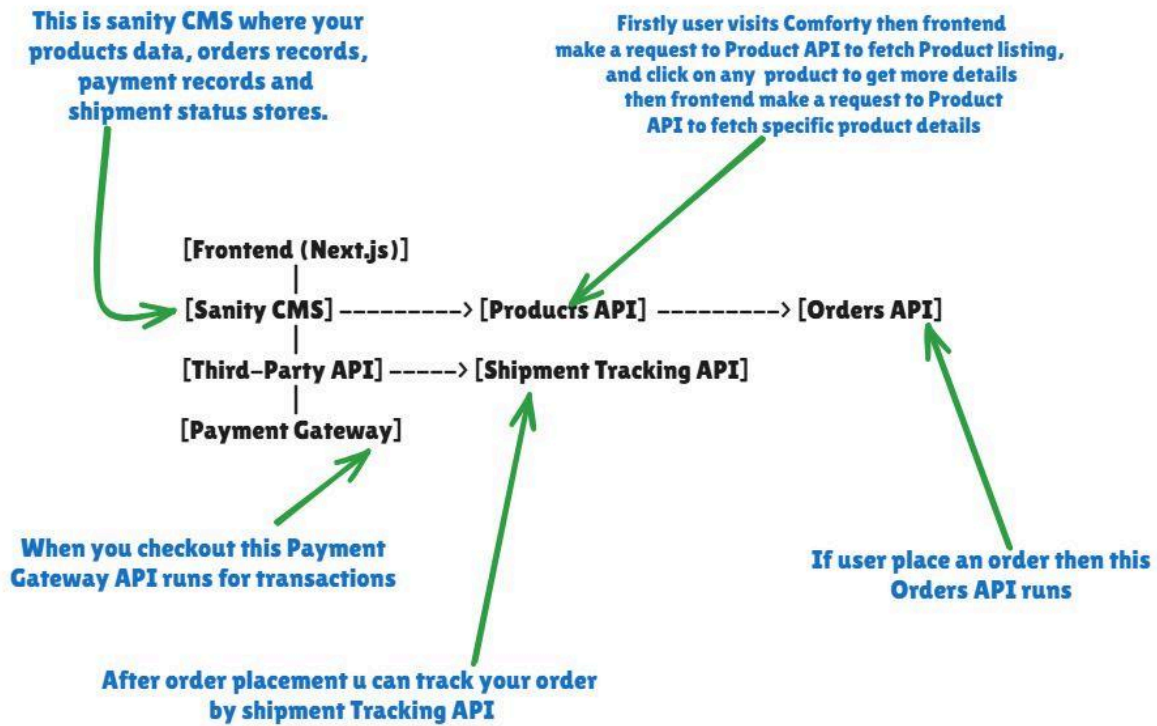 This is sanity CMS where your
products data, orders records,
payment records and
shipment status stores.
Firstly user visits Comforty then frontend
make a request to Product API to fetch Product listing,
and click on any product to get more details
then frontend make a request to Product
API to fetch specific product details
[Frontend (Next.js)]
|
[Sanity CMS] ---------> [Products API] ---------> [Orders API]
|
[Third-Party API] -----> [Shipment Tracking API]
|
[Payment Gateway]
When you checkout this Payment
Gateway API runs for transactions
If user place an order then this
Orders API runs
After order placement u can track your order
by shipment Tracking API